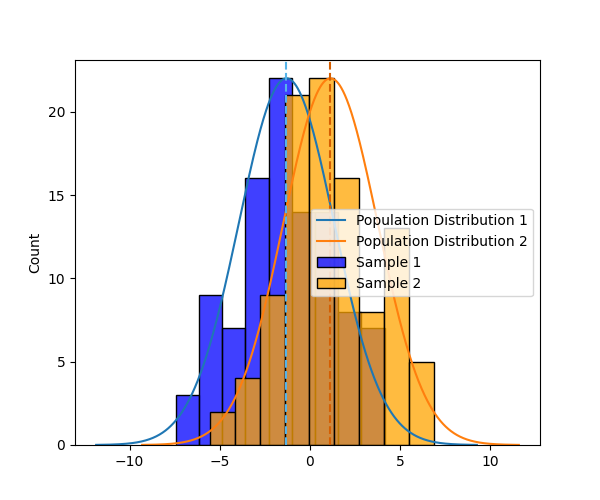 20
15
10
5
0
Count
−10
−5
0
5
10
Population Distribution 1
Population Distribution 2
Sample 1
Sample 2